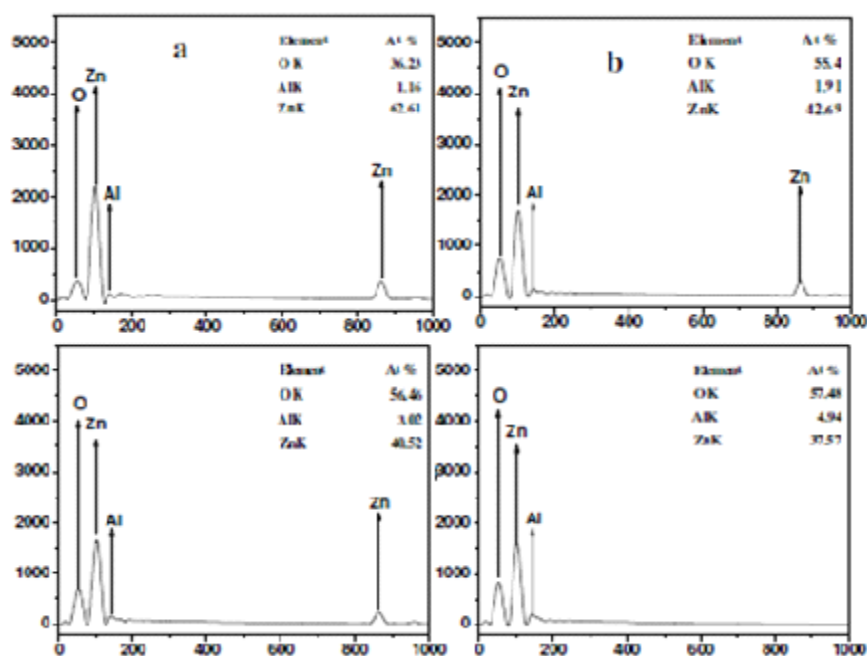 a
Element At %
O K 36.23
AlK 1.16
ZnK 62.61
5000
4000
3000
2000
1000
0
O
Zn
Al
Zn
0 200 400 600 800 1000
b
Element At %
O K 55.4
AlK 1.91
ZnK 42.69
5000
4000
3000
2000
1000
0
O
Zn
Al
Zn
0 200 400 600 800 1000
Element At %
O K 56.46
AlK 3.02
ZnK 40.52
5000
4000
3000
2000
1000
0
O
Zn
Al
Zn
0 200 400 600 800 1000
Element At %
O K 57.48
AlK 4.94
ZnK 37.57
5000
4000
3000
2000
1000
0
O
Zn
Al
0 200 400 600 800 1000